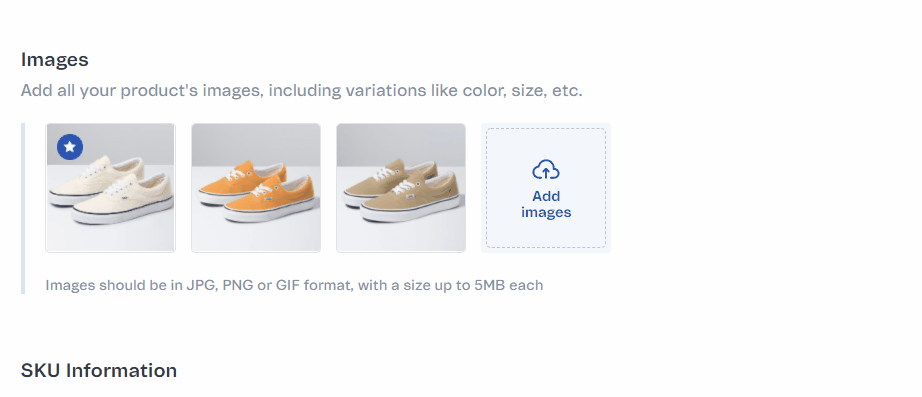 Images
Add all your product's images, including variations like color, size, etc.
Add
images
Images should be in JPG, PNG or GIF format, with a size up to 5MB each
SKU Information